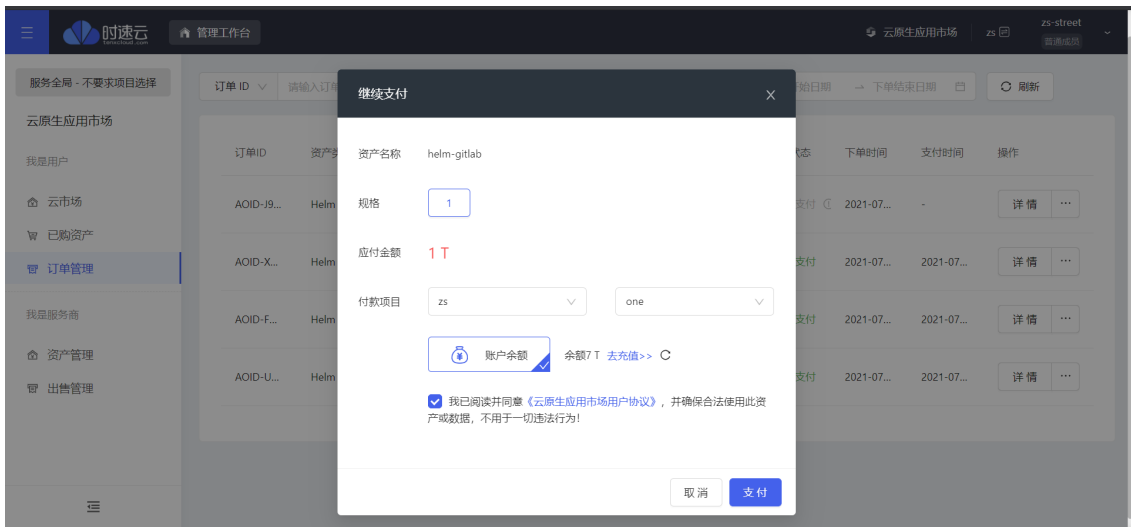 时速云
tenxcloud.com
管理工作台
云原生应用市场
zs
zs-street
普通成员
服务全局 - 不要求项目选择
云原生应用市场
我是用户
云市场
已购资产
订单管理
我是服务商
资产管理
出售管理
订单 ID
请输入订单
始日期 → 下单结束日期
刷新
订单ID 资产类 状态 下单时间 支付时间 操作
AOID-J9... Helm 支付 2021-07... - 详 情 ···
AOID-X... Helm 支付 2021-07... 2021-07... 详 情 ···
AOID-F... Helm 支付 2021-07... 2021-07... 详 情 ···
AOID-U... Helm 支付 2021-07... 2021-07... 详 情 ···
继续支付
资产名称 helm-gitlab
规格 1
应付金额 1 T
付款项目 zs one
账户余额 余额7 T 去充值>>
我已阅读并同意《云原生应用市场用户协议》，并确保合法使用此资
产或数据，不用于一切违法行为!
取 消 支 付